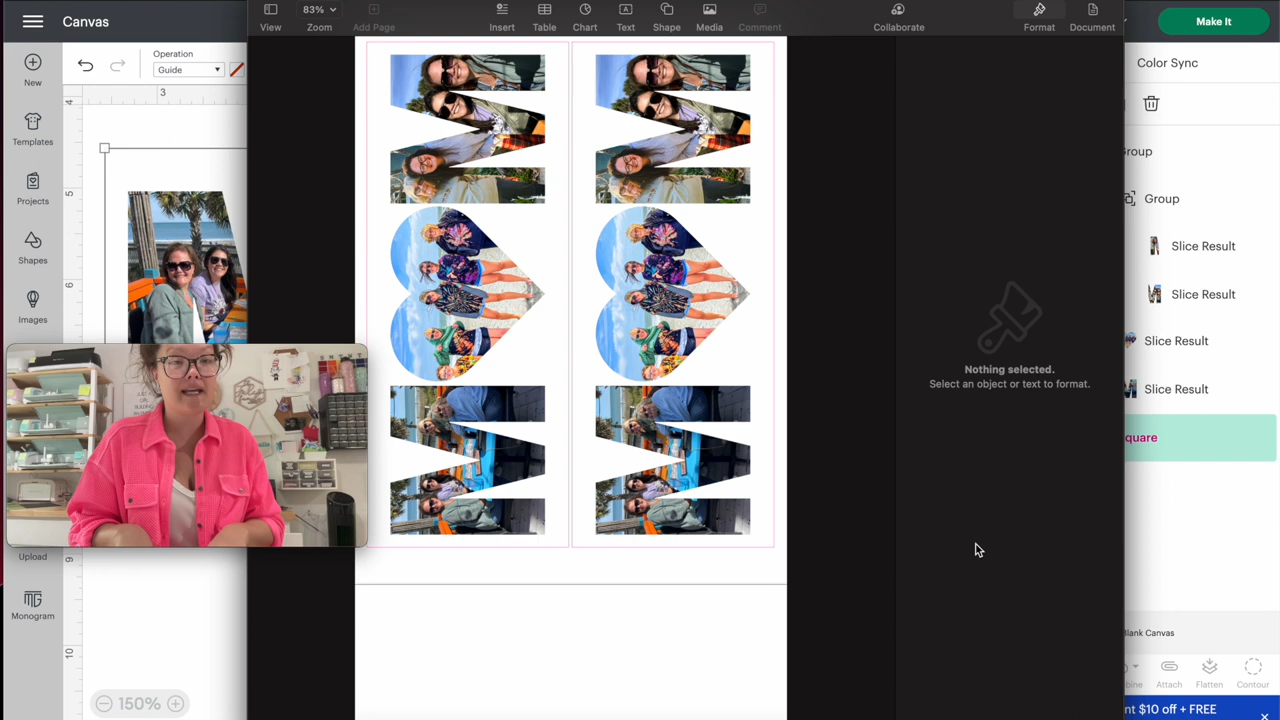 Canvas
83%
View
Zoom
Add Page
Insert
Table
Chart
Text
Shape
Media
Comment
Collaborate
Format
Document
Make It
New
Templates
Projects
Shapes
Images
Upload
Monogram
Operation
Guide
3
4
5
6
9
10
150%
Nothing selected.
Select an object or text to format.
Color Sync
Group
Group
Slice Result
Slice Result
Slice Result
Slice Result
quare
Blank Canvas
bine
Attach
Flatten
Contour
nt $10 off + FREE